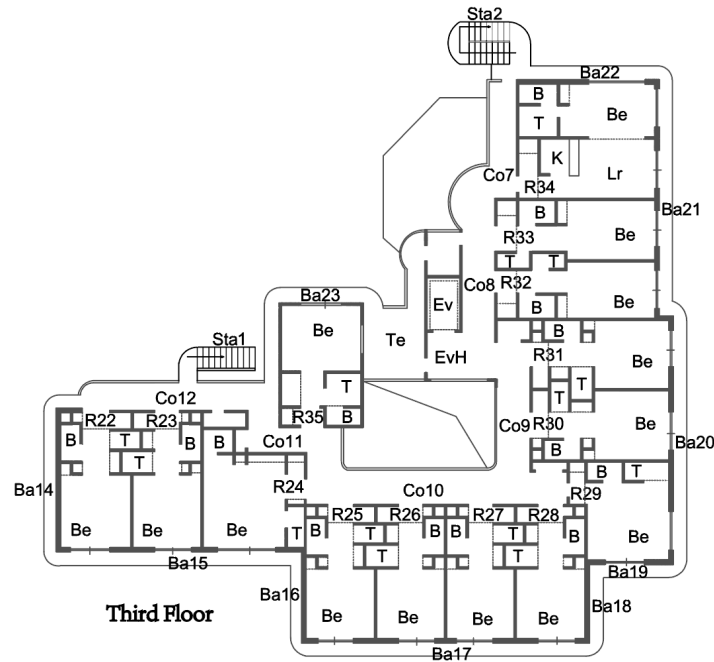 Sta2
Ba22
B
Be
T
K
Co7
Lr
R34
Ba21
B
R33
Be
T
T
Co8
R32
Ba23
Ev
B
Be
Be
Sta1
Te
B
EvH
R31
Be
T
T
T
Co12
R22
R23
R35
B
Co9
R30
Be
B
T
B
B
Co11
B
Ba20
T
R24
B
T
Ba14
Co10
R29
R25
R26
R27
R28
Be
Be
Be
T
B
T
B
B
T
B
Be
T
T
Ba15
Ba19
Ba16
Third Floor
Be
Be
Be
Be
Ba18
Ba17